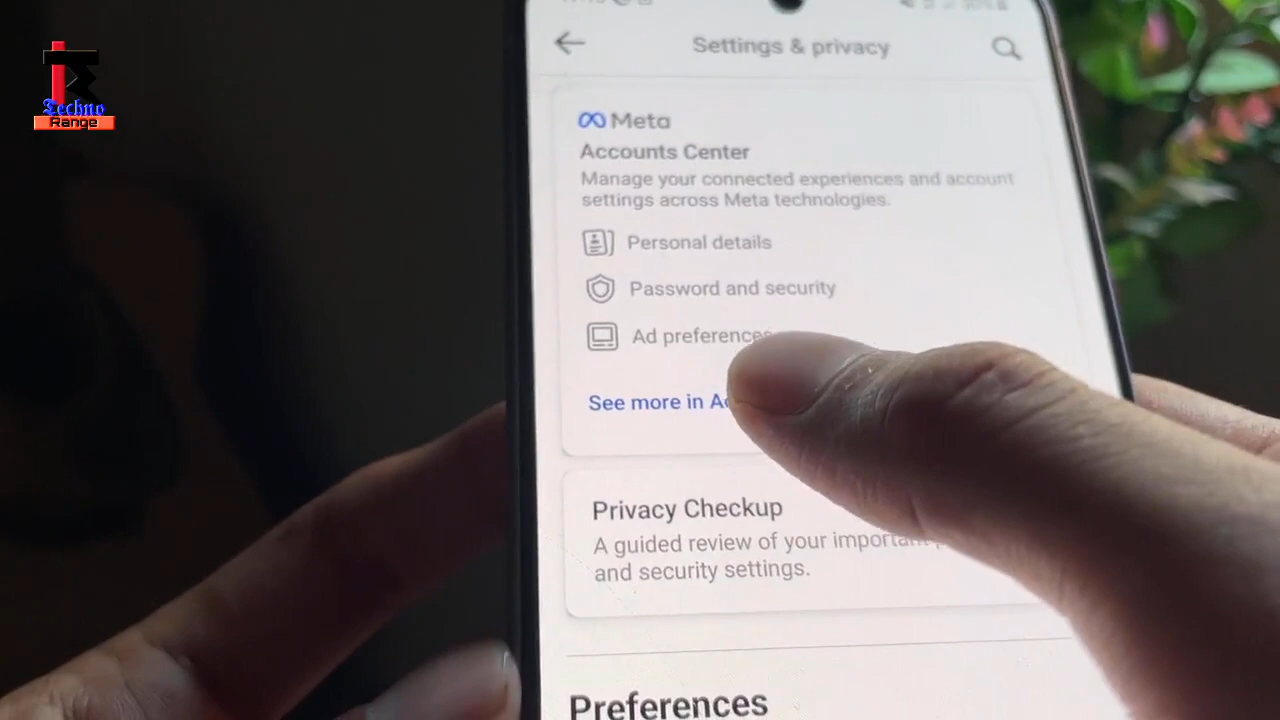 Techno
Range
Settings & privacy
Meta
Accounts Center
Manage your connected experiences and account
settings across Meta technologies.
Personal details
Password and security
Ad preferences
See more in
Privacy Checkup
A guided review of your important
and security settings.
Preferences